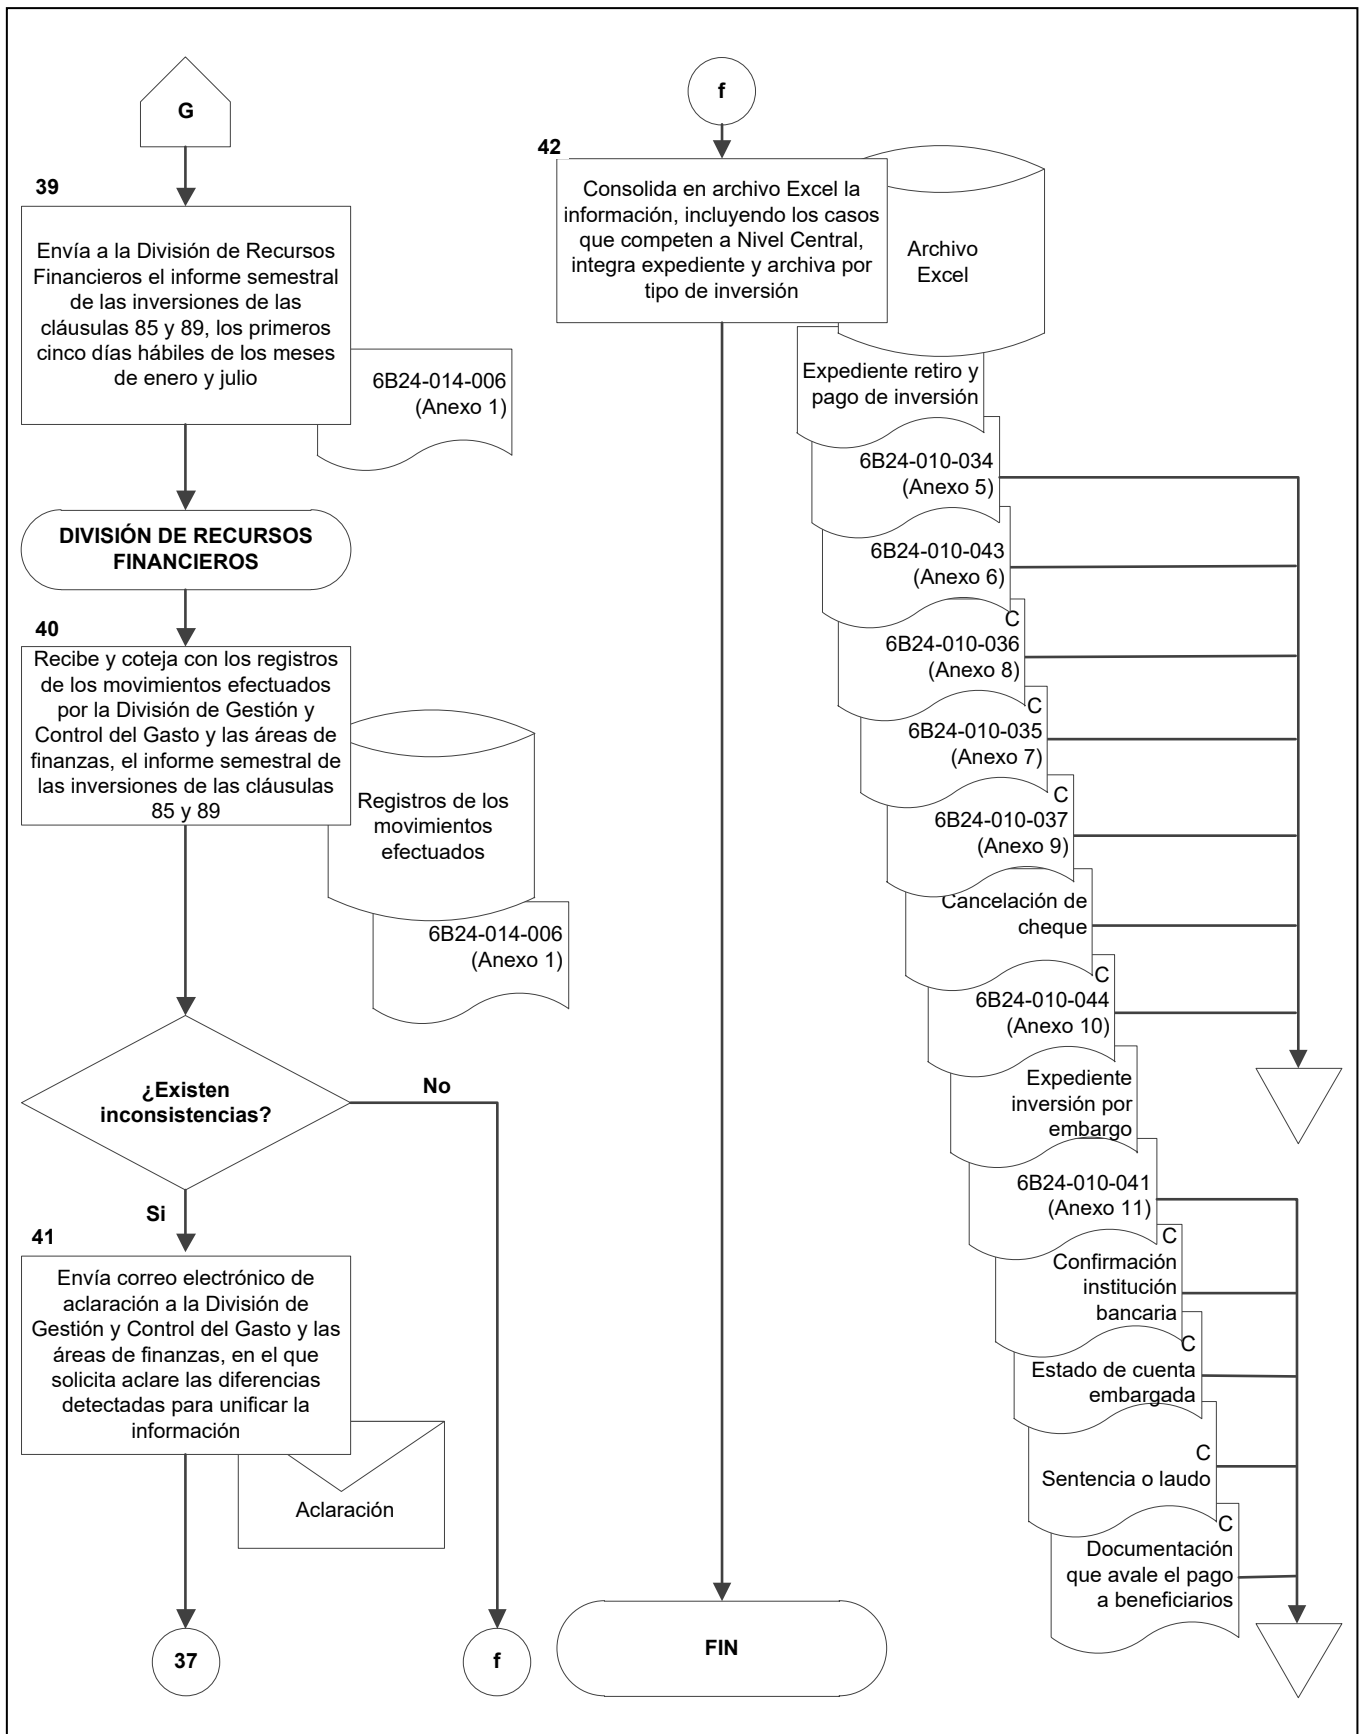 G
39
Envía a la División de Recursos
Financieros el informe semestral
de las inversiones de las
cláusulas 85 y 89, los primeros
cinco días hábiles de los meses
de enero y julio
6B24-014-006
(Anexo 1)
DIVISIÓN DE RECURSOS
FINANCIEROS
40
Recibe y coteja con los registros
de los movimientos efectuados
por la División de Gestión y
Control del Gasto y las áreas de
finanzas, el informe semestral de
las inversiones de las cláusulas
85 y 89
Registros de los
movimientos
efectuados
6B24-014-006
(Anexo 1)
¿Existen
inconsistencias?
No
Si
41
Envía correo electrónico de
aclaración a la División de
Gestión y Control del Gasto y las
áreas de finanzas, en el que
solicita aclare las diferencias
detectadas para unificar la
información
Aclaración
37
f
f
42
Consolida en archivo Excel la
información, incluyendo los casos
que competen a Nivel Central,
integra expediente y archiva por
tipo de inversión
Archivo
Excel
Expediente retiro y
pago de inversión
6B24-010-034
(Anexo 5)
6B24-010-043
(Anexo 6)
C
6B24-010-036
(Anexo 8)
C
6B24-010-035
(Anexo 7)
C
6B24-010-037
(Anexo 9)
Cancelación de
cheque
C
6B24-010-044
(Anexo 10)
Expediente
inversión por
embargo
6B24-010-041
(Anexo 11)
C
Confirmación
institución
bancaria
C
Estado de cuenta
embargada
C
Sentencia o laudo
C
Documentación
que avale el pago
a beneficiarios
FIN